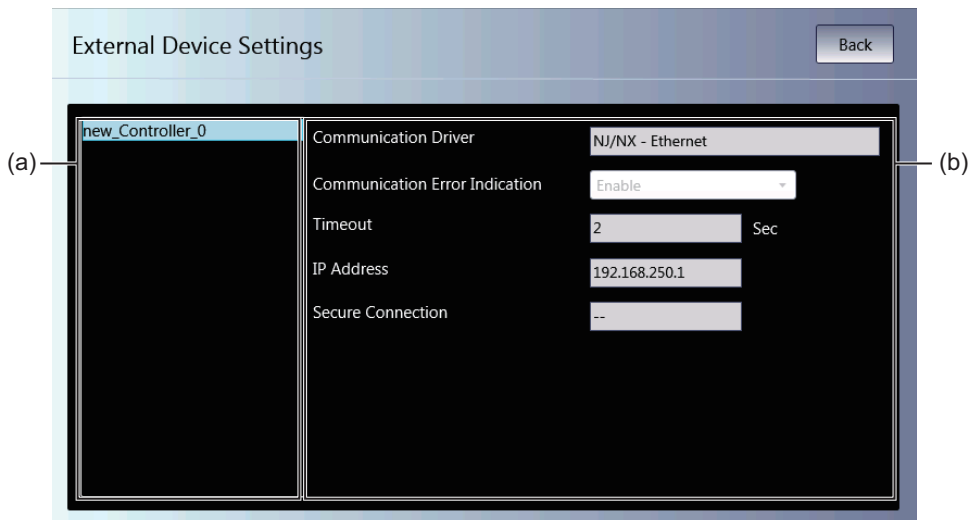 External Device Settings
Back
new_Controller_0
Communication Driver NJ/NX - Ethernet
(a) (b)
Communication Error Indication Enable
Timeout 2 Sec
IP Address 192.168.250.1
Secure Connection --